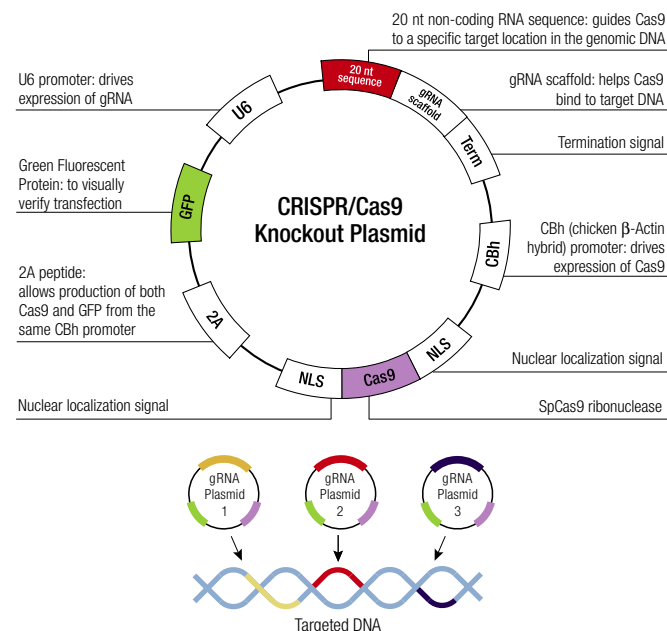 20 nt non-coding RNA sequence: guides Cas9
to a specific target location in the genomic DNA
U6 promoter: drives
expression of gRNA
20 nt
sequence
gRNA
scaffold
gRNA scaffold: helps Cas9
bind to target DNA
U6
Term
Termination signal
Green Fluorescent
Protein: to visually
verify transfection
GFP
CRISPR/Cas9
Knockout Plasmid
CBh
CBh (chicken β-Actin
hybrid) promoter: drives
expression of Cas9
2A peptide:
allows production of both
Cas9 and GFP from the
same CBh promoter
2A
NLS
Cas9
NLS
Nuclear localization signal
Nuclear localization signal
SpCas9 ribonuclease
gRNA
Plasmid
1
gRNA
Plasmid
2
gRNA
Plasmid
3
Targeted DNA